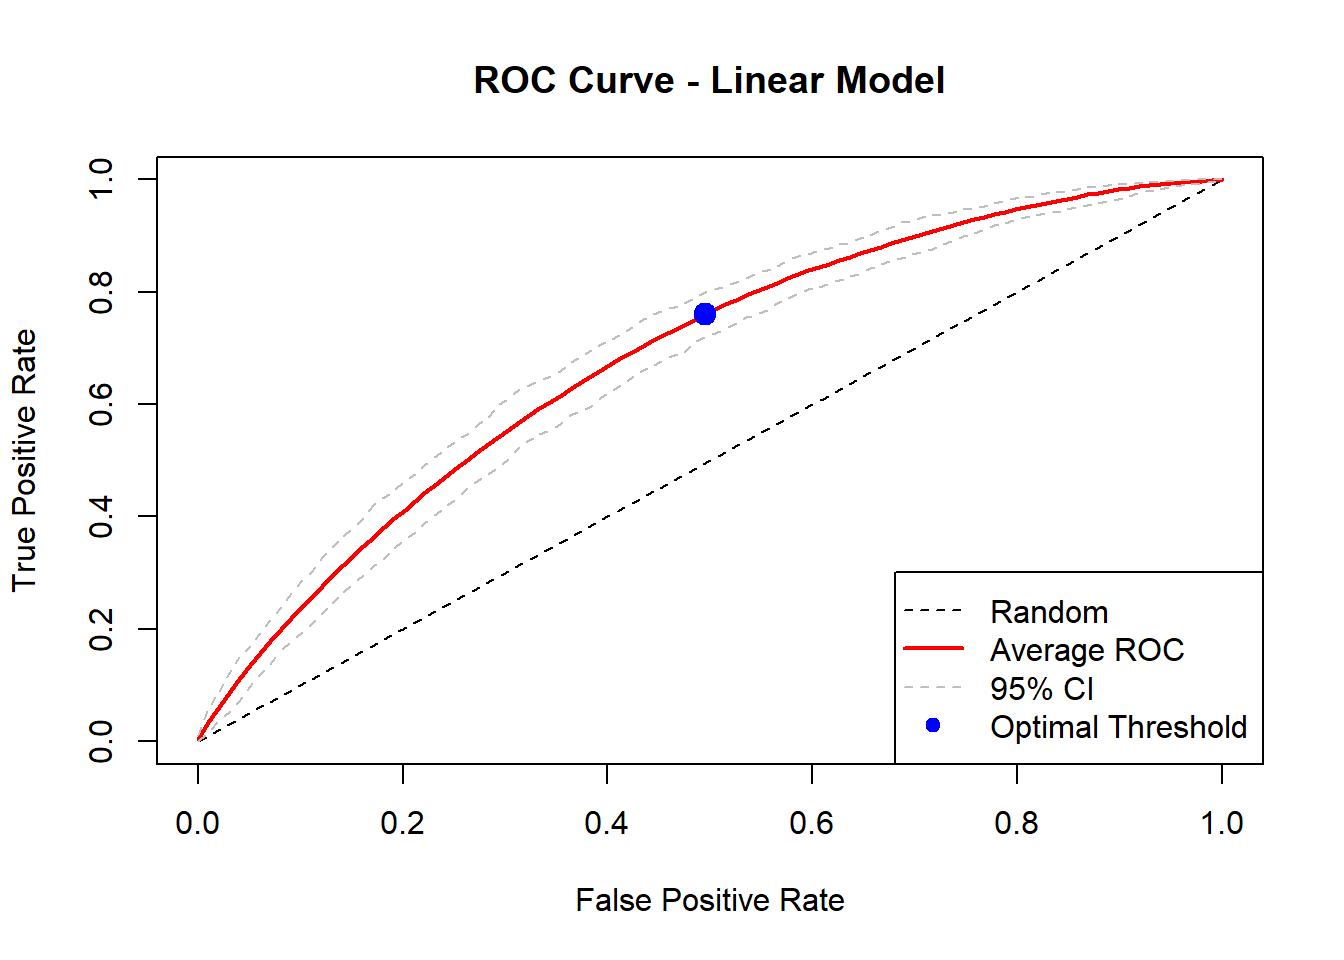 ROC Curve - Linear Model
True Positive Rate
1.0
0.8
0.6
0.4
0.2
0.0
Random
Average ROC
95% CI
Optimal Threshold
0.0 0.2 0.4 0.6 0.8 1.0
False Positive Rate